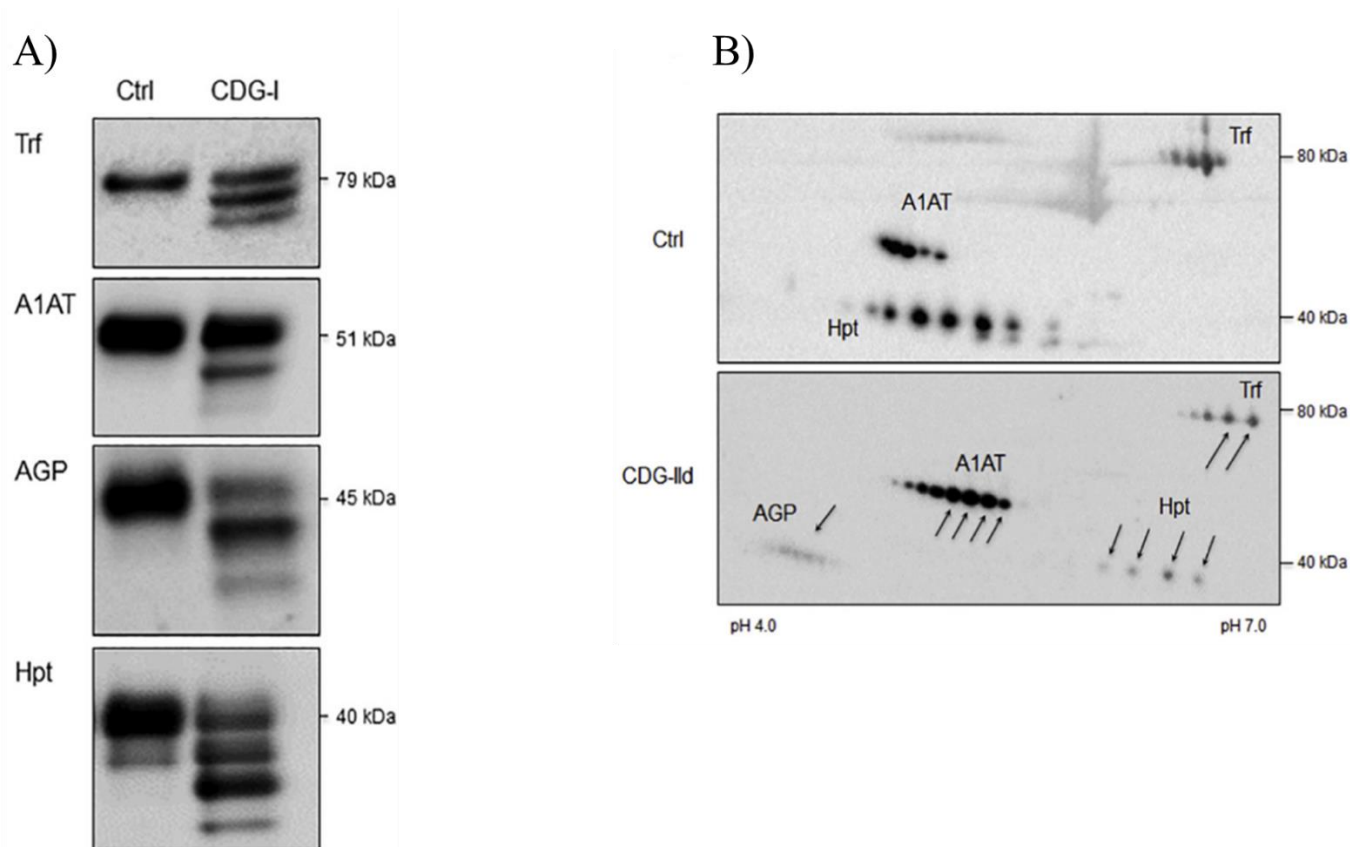 A)
Ctrl CDG-I
Trf
79 kDa
A1AT
51 kDa
AGP
45 kDa
Hpt
40 kDa
B)
Ctrl
Trf
80 kDa
A1AT
Hpt
40 kDa
CDG-IId
Trf
80 kDa
A1AT
AGP
Hpt
40 kDa
pH 4.0 pH 7.0